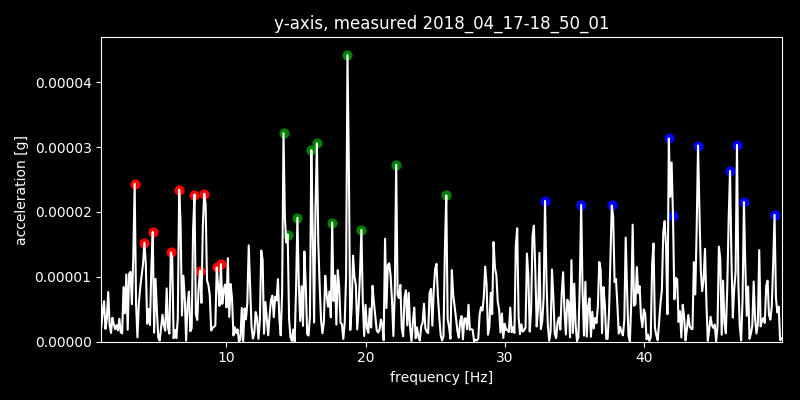 y-axis, measured 2018_04_17-18_50_01
0.00004
0.00003
0.00002
0.00001
0.00000
acceleration [g]
10 20 30 40
frequency [Hz]